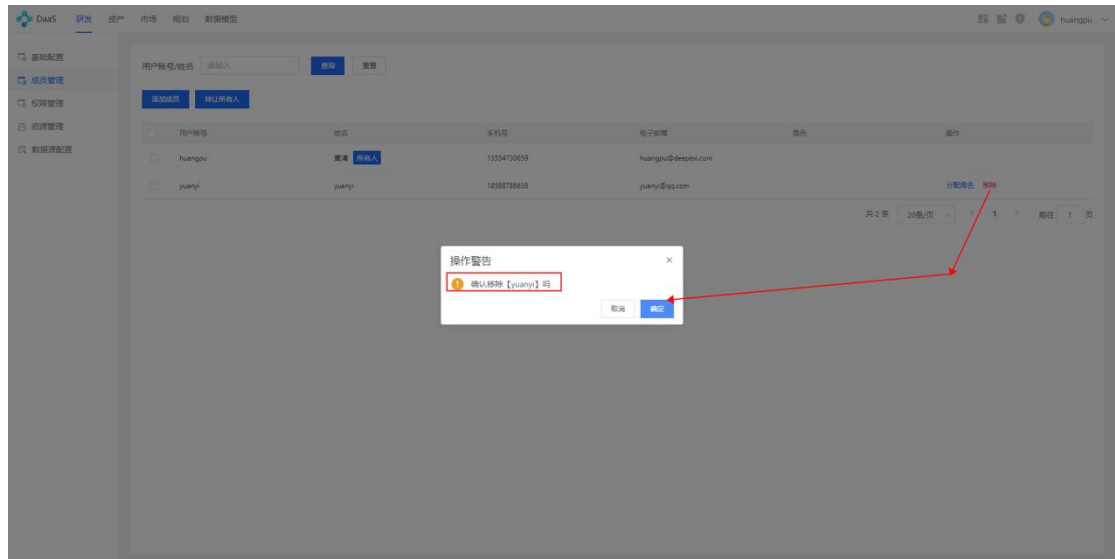 DaaS 研发 资产 市场 规划 数据模型 huangpu
基础配置
成员管理
权限管理
资源管理
数据源配置
用户账号/姓名 请输入 查询 重置
添加成员 转让所有人
用户账号 姓名 手机号 电子邮箱 角色 操作
huangpu 黄浦 所有人 13554730659 huangpu@deepexi.com
yuanyi yuanyi 18588786638 yuanyi@qq.com 分配角色 移除
共 2 条 20条/页 1 前往 1 页
操作警告
确认移除【yuanyi】吗
取消 确定